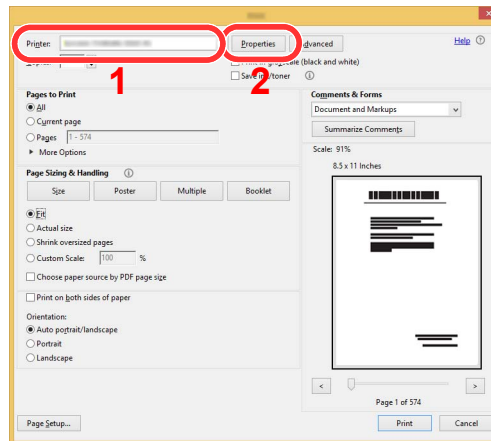 Printer:
Properties
Advanced
Help
1
2
(black and white)
Save ink/toner
Pages to Print
All
Current page
Pages 1 - 574
More Options
Comments & Forms
Document and Markups
Summarize Comments
Scale: 91%
8.5 x 11 Inches
Page Sizing & Handling
Size Poster Multiple Booklet
Fit
Actual size
Shrink oversized pages
Custom Scale: 100 %
Choose paper source by PDF page size
Print on both sides of paper
Orientation:
Auto portrait/landscape
Portrait
Landscape
< >
Page 1 of 574
Page Setup...
Print Cancel